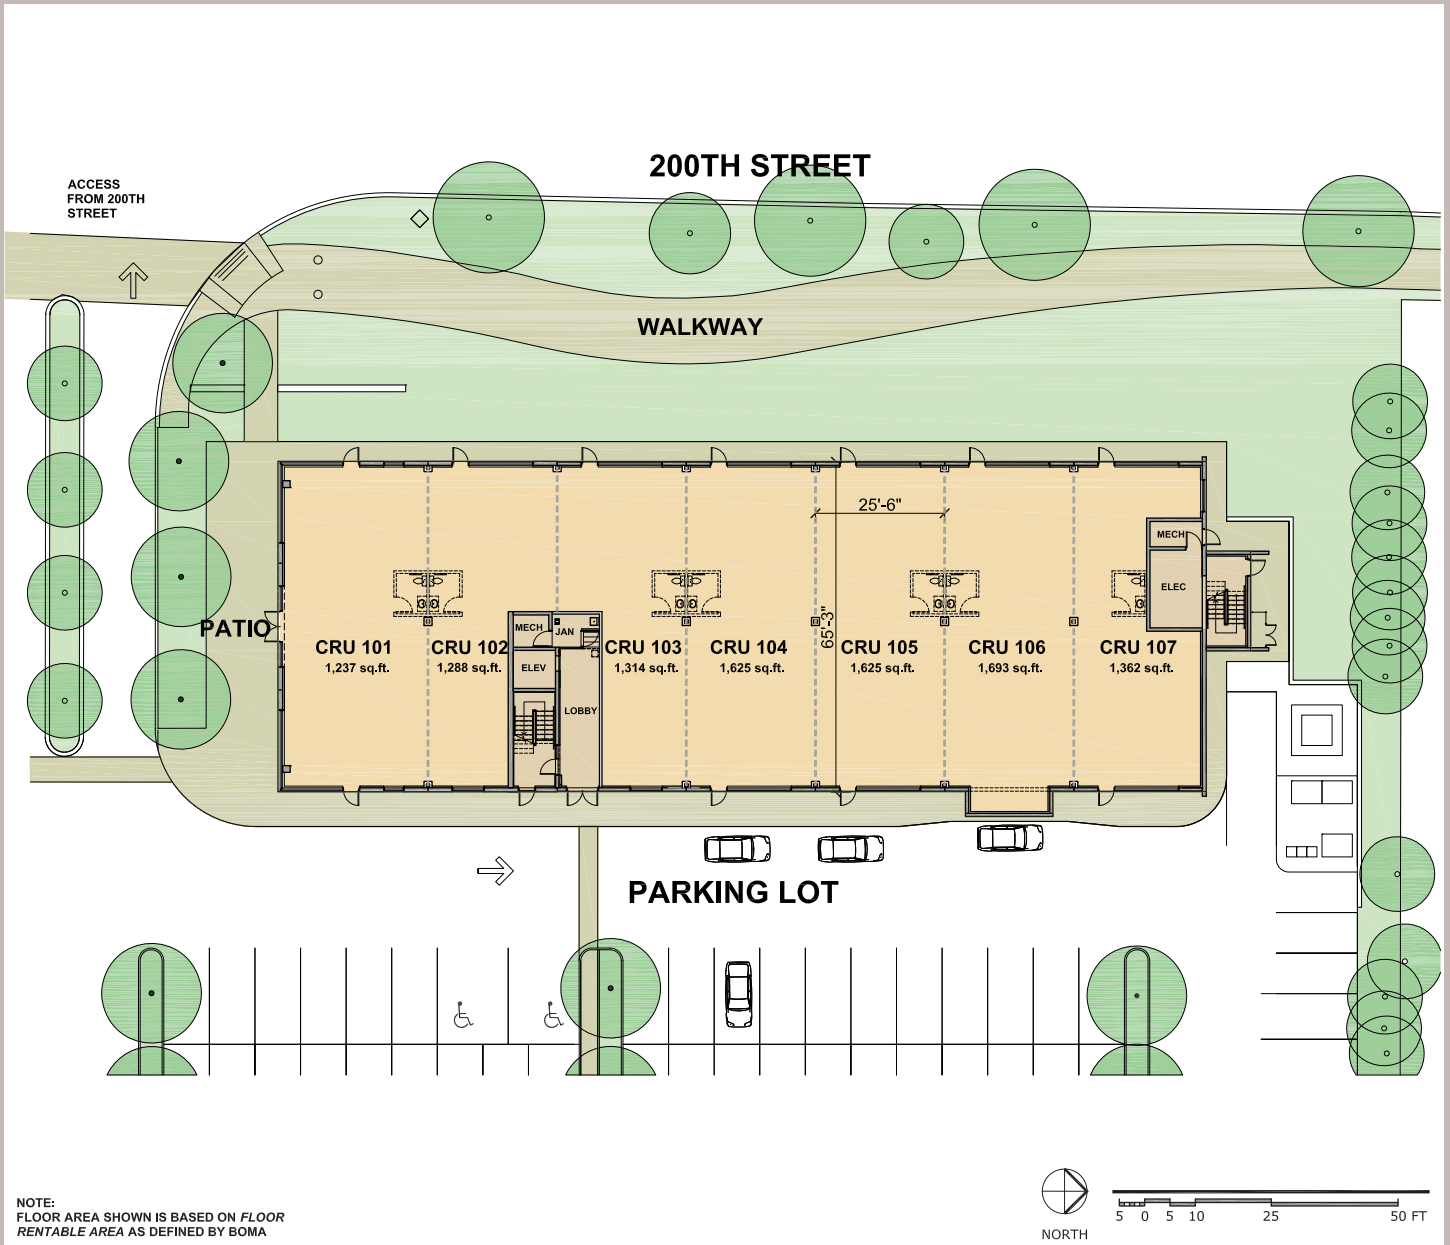 200TH STREET
ACCESS
FROM 200TH
STREET
WALKWAY
25'-6"
65'-3"
MECH
ELEC
PATIO
MECH
JAN
ELEV
LOBBY
CRU 101
1,237 sq.ft.
CRU 102
1,288 sq.ft.
CRU 103
1,314 sq.ft.
CRU 104
1,625 sq.ft.
CRU 105
1,625 sq.ft.
CRU 106
1,693 sq.ft.
CRU 107
1,362 sq.ft.
PARKING LOT
NOTE:
FLOOR AREA SHOWN IS BASED ON FLOOR
RENTABLE AREA AS DEFINED BY BOMA
NORTH
5 0 5 10 25 50 FT